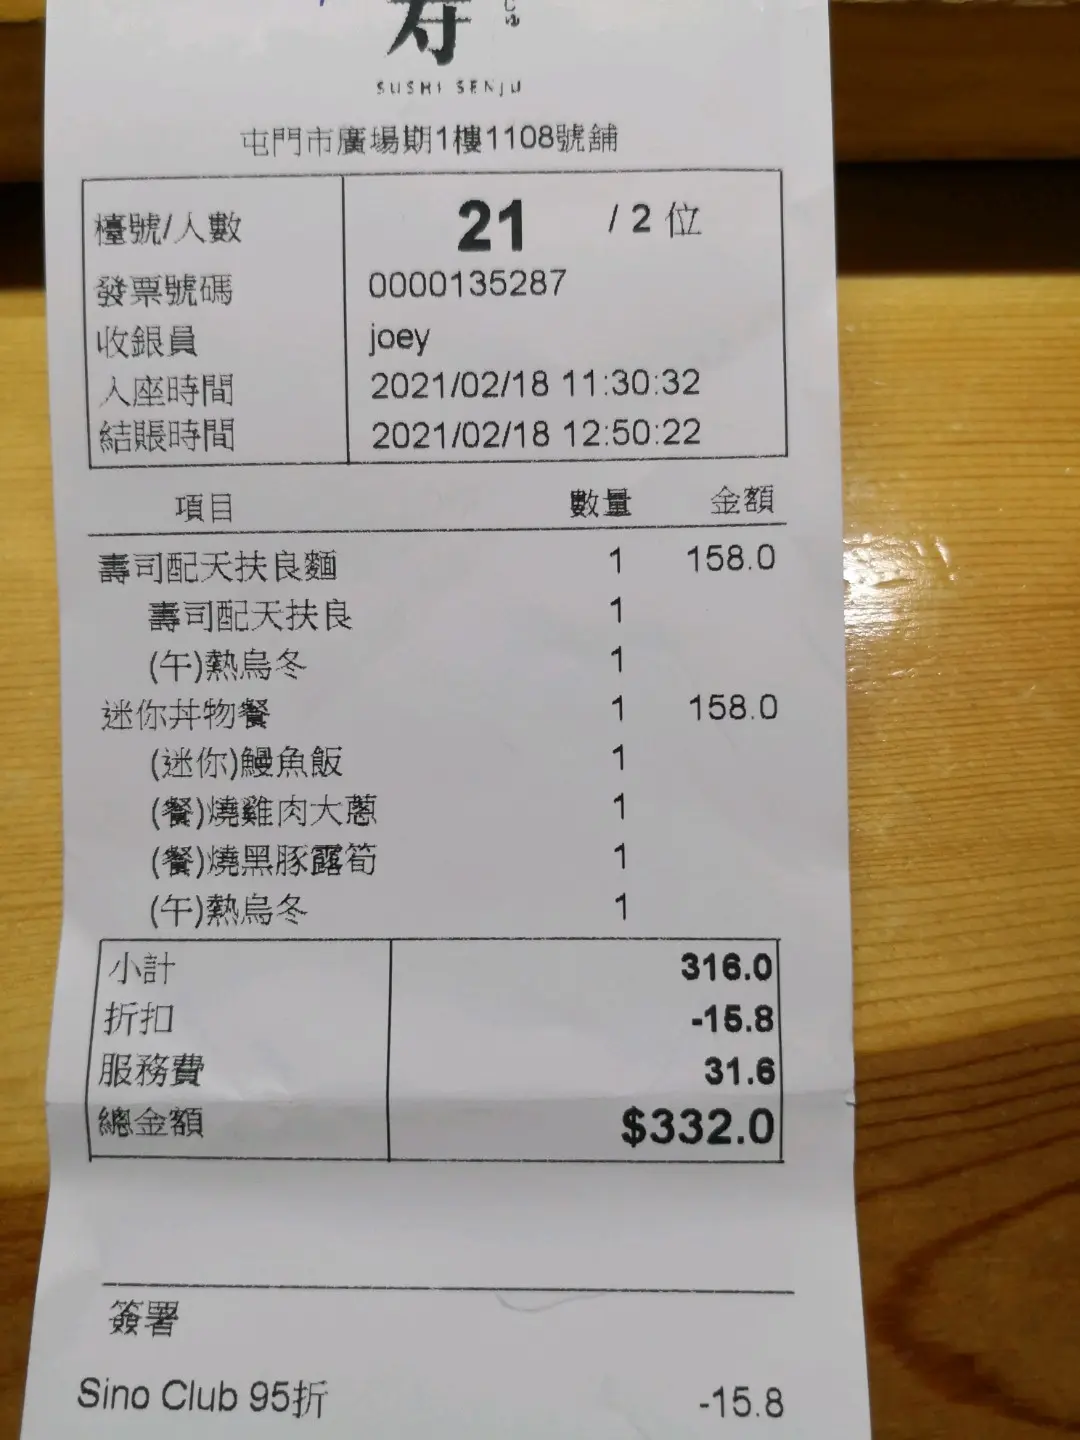 寿
じゅ
SUSHI SENJU
屯門市廣場期1樓1108號舖
檯號/人數 21 / 2 位
發票號碼 0000135287
收銀員 joey
入座時間 2021/02/18 11:30:32
結賬時間 2021/02/18 12:50:22
項目 數量 金額
壽司配天扶良麵 1 158.0
壽司配天扶良 1
(午)熱烏冬 1
迷你丼物餐 1 158.0
(迷你)鰻魚飯 1
(餐)燒雞肉大蔥 1
(餐)燒黑豚露筍 1
(午)熱烏冬 1
小計 316.0
折扣 -15.8
服務費 31.6
總金額 $332.0
簽署
Sino Club 95折 -15.8